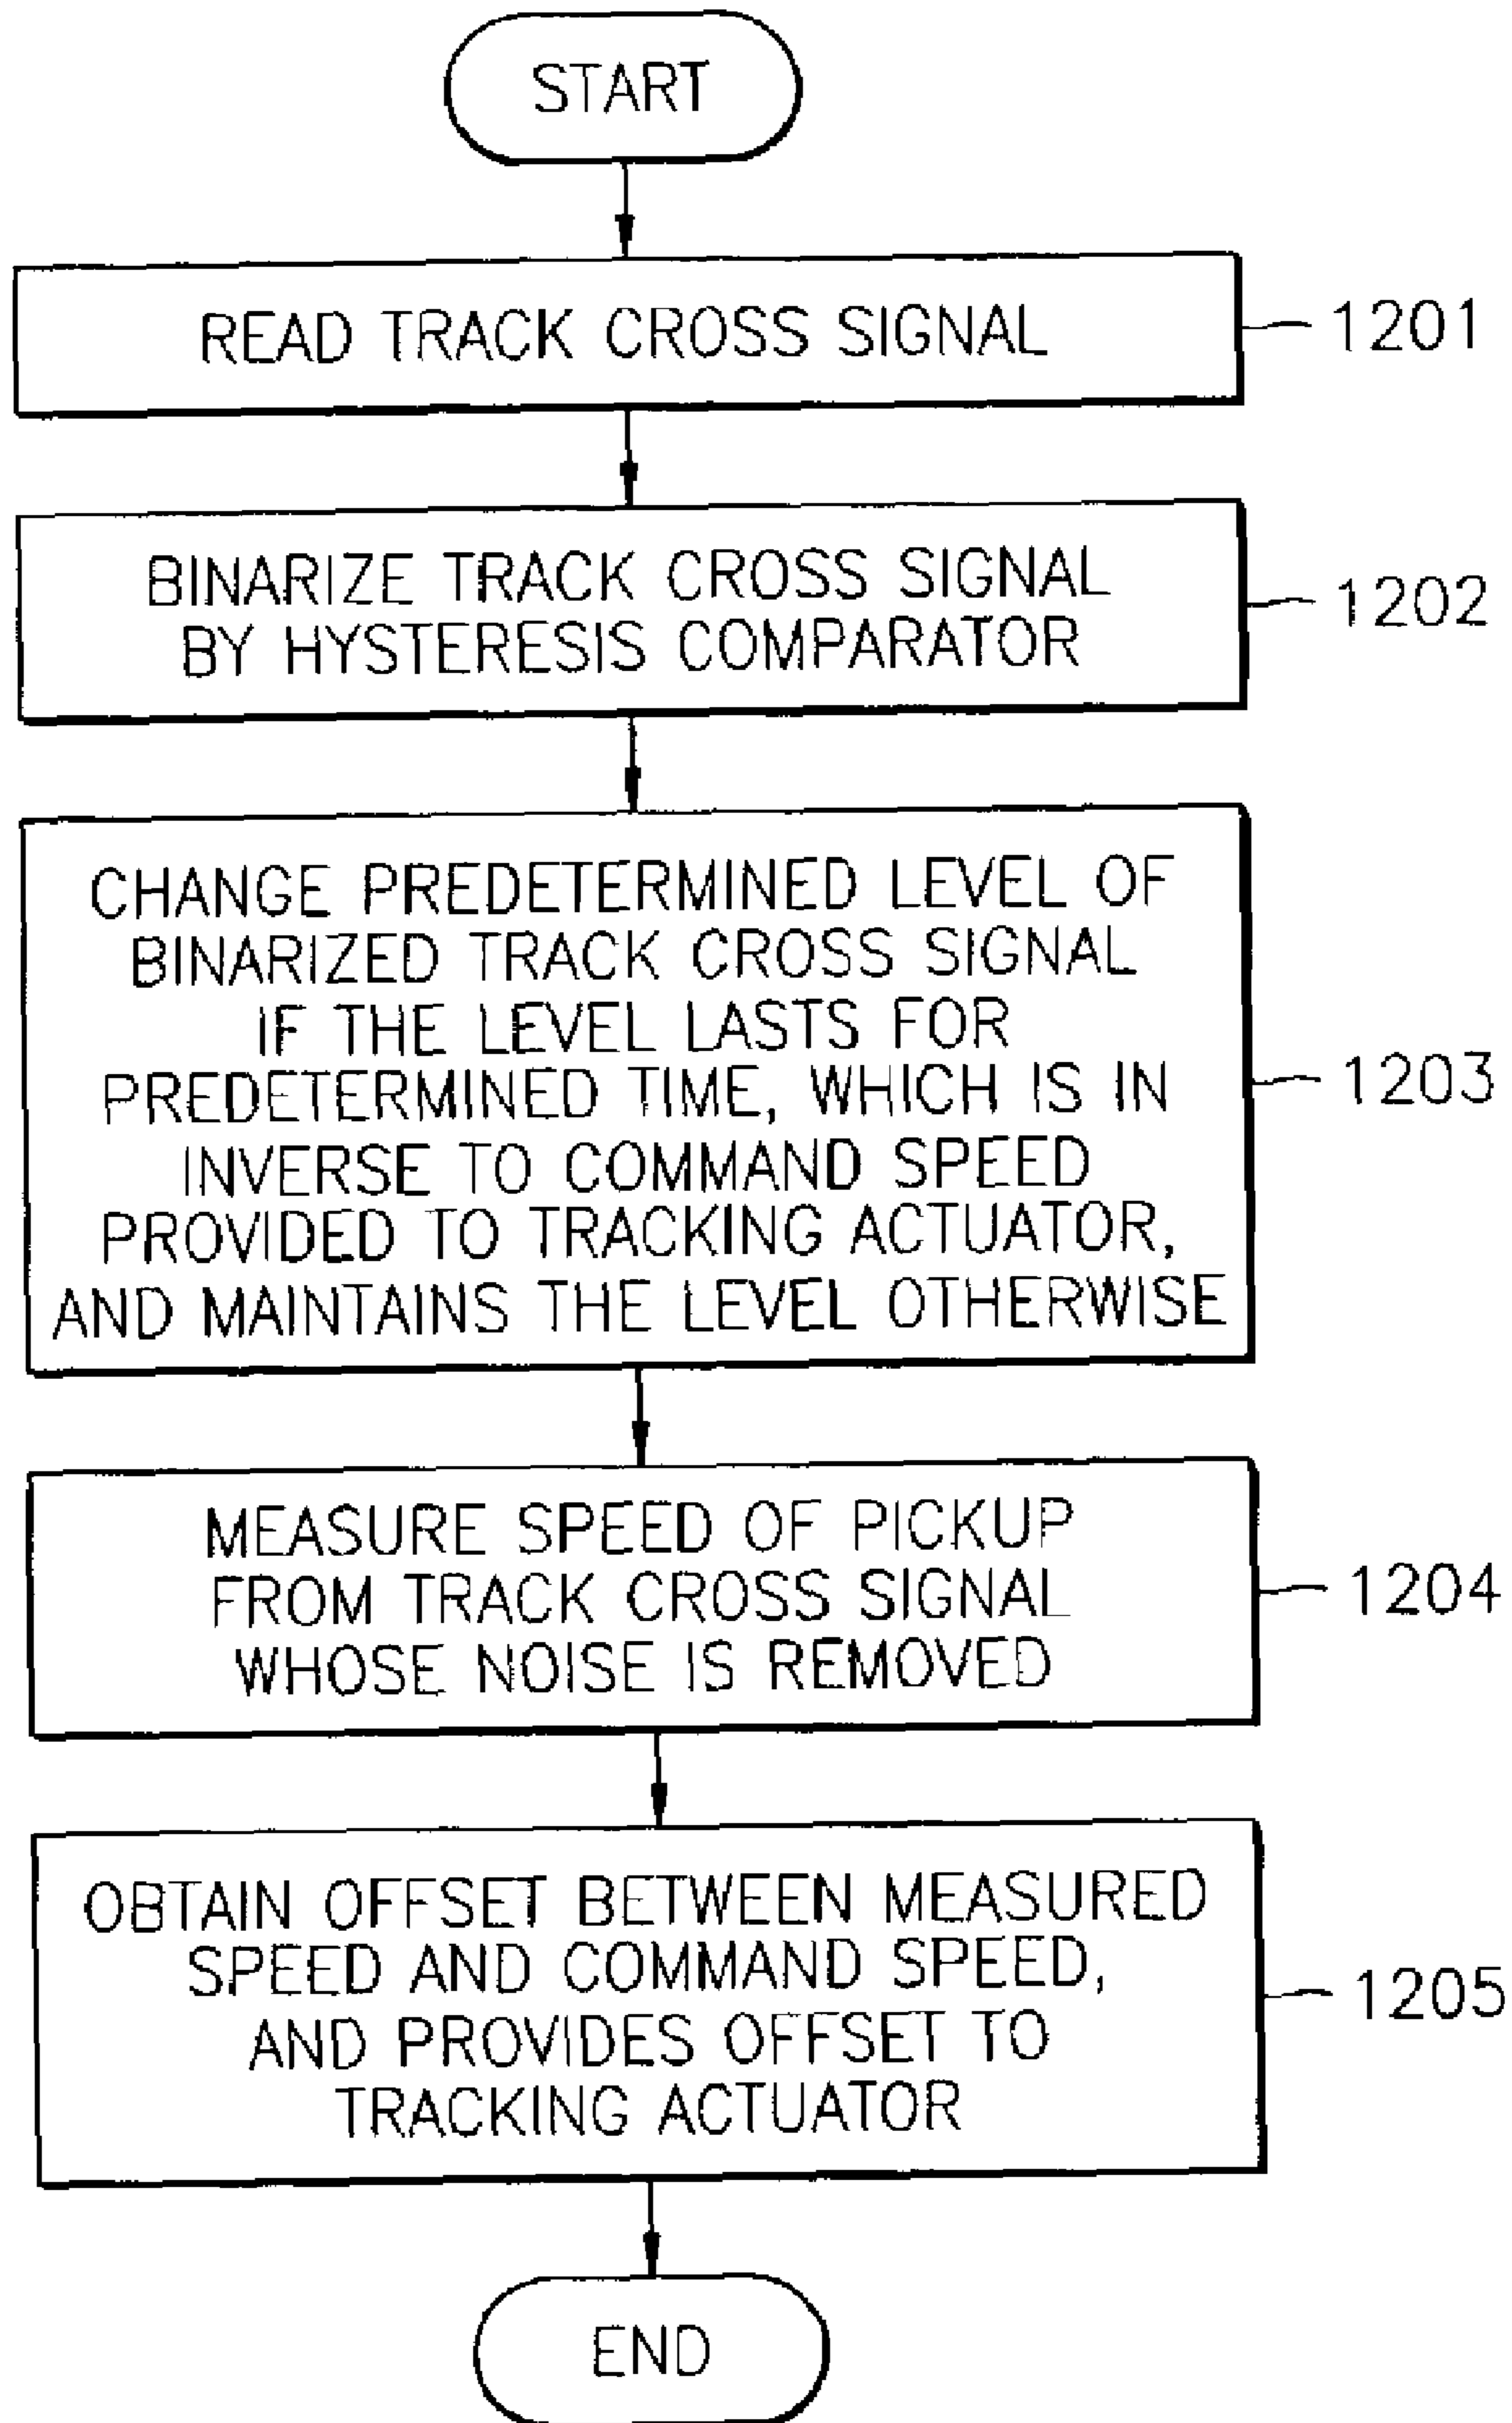 START
READ TRACK CROSS SIGNAL
1201
BINARIZE TRACK CROSS SIGNAL
BY HYSTERESIS COMPARATOR
1202
CHANGE PREDETERMINED LEVEL OF
BINARIZED TRACK CROSS SIGNAL
IF THE LEVEL LASTS FOR
PREDETERMINED TIME, WHICH IS IN
INVERSE TO COMMAND SPEED
PROVIDED TO TRACKING ACTUATOR,
AND MAINTAINS THE LEVEL OTHERWISE
1203
MEASURE SPEED OF PICKUP
FROM TRACK CROSS SIGNAL
WHOSE NOISE IS REMOVED
1204
OBTAIN OFFSET BETWEEN MEASURED
SPEED AND COMMAND SPEED,
AND PROVIDES OFFSET TO
TRACKING ACTUATOR
1205
END